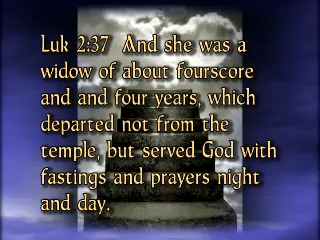 Luk 2:37  And she was a
widow of about fourscore
and and four years, which
departed not from the
temple, but served God with
fastings and prayers night
and day.